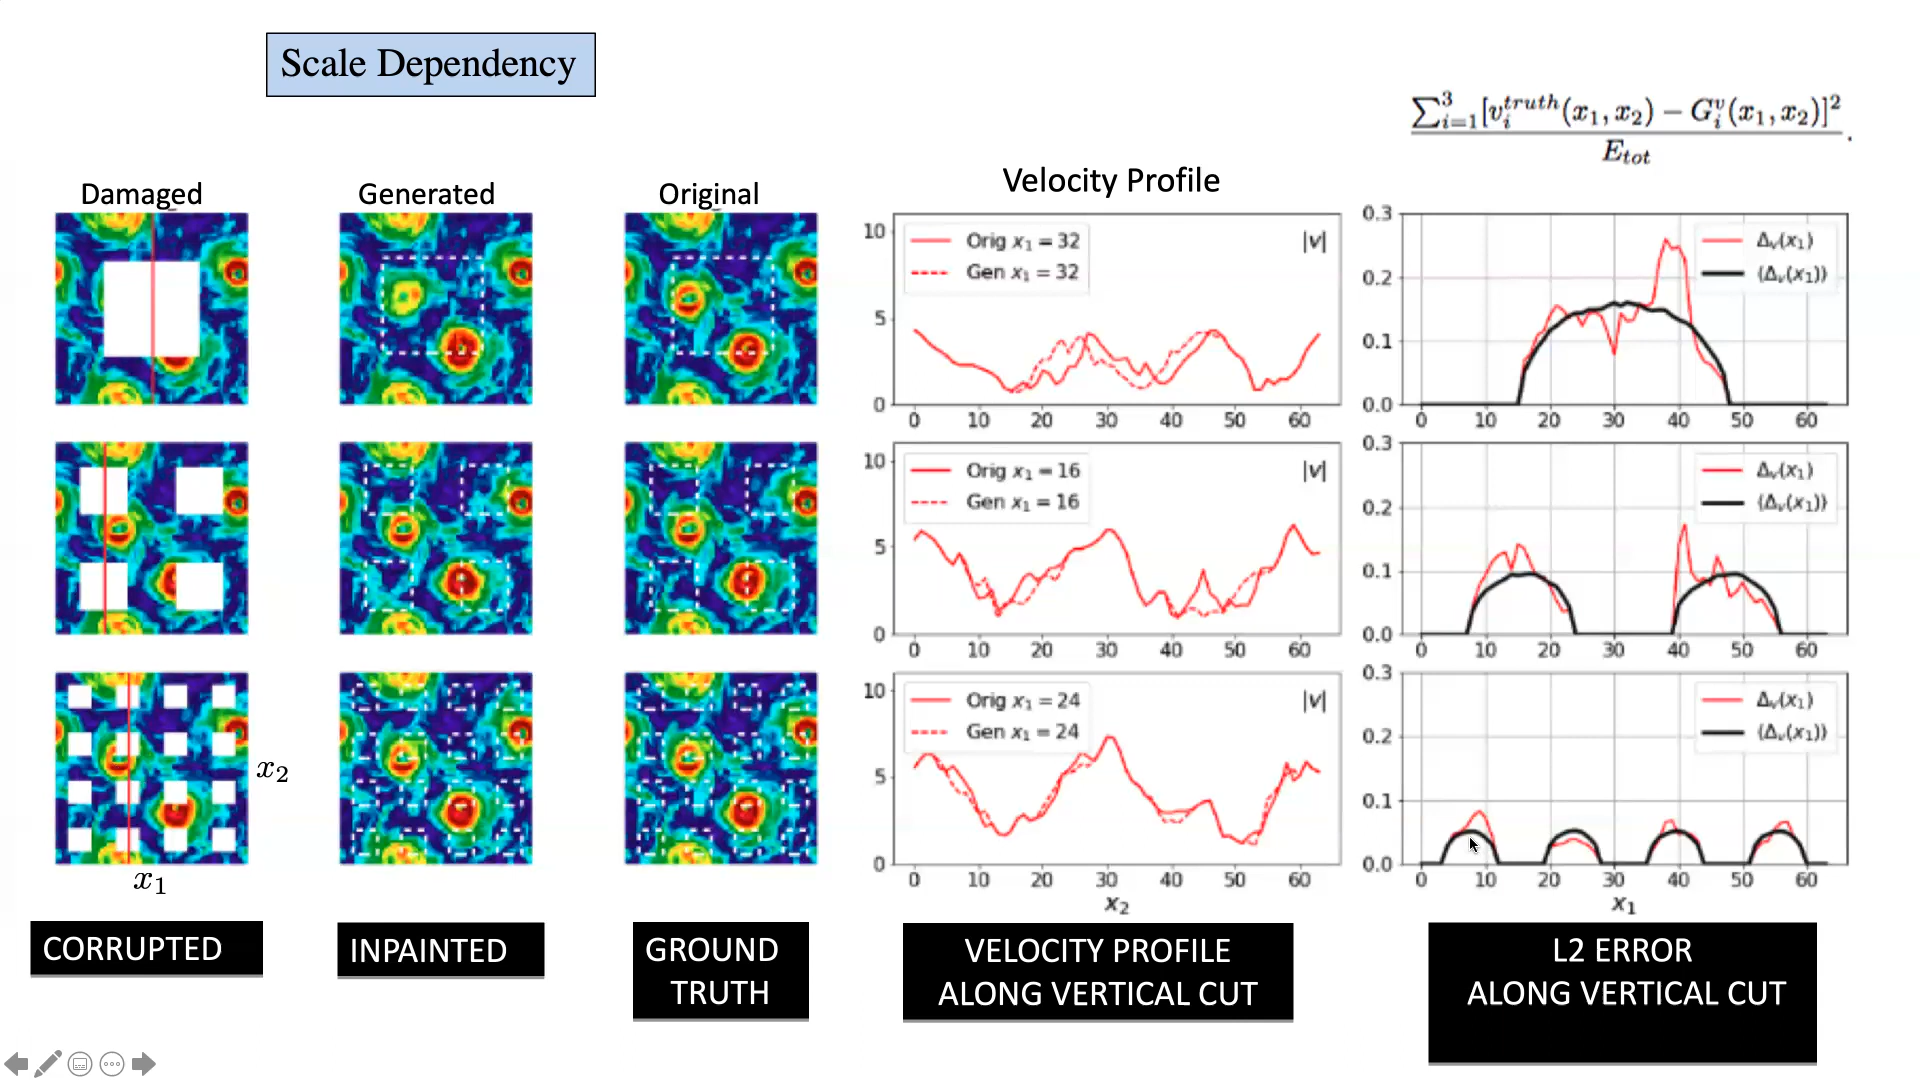 Scale Dependency
∑³ᵢ₌₁[vᵢᵗʳᵘᵗʰ(x₁, x₂) − Gᵢᵛ(x₁, x₂)]²
E_tot
.
Damaged
Generated
Original
Velocity Profile
10
5
0
Orig x₁ = 32
Gen x₁ = 32
|v|
0 10 20 30 40 50 60
0.3
0.2
0.1
0.0
Δᵥ(x₁)
⟨Δᵥ(x₁)⟩
0 10 20 30 40 50 60
10
5
0
Orig x₁ = 16
Gen x₁ = 16
|v|
0 10 20 30 40 50 60
0.3
0.2
0.1
0.0
Δᵥ(x₁)
⟨Δᵥ(x₁)⟩
0 10 20 30 40 50 60
x₂
x₁
10
5
0
Orig x₁ = 24
Gen x₁ = 24
|v|
0 10 20 30 40 50 60
x₂
0.3
0.2
0.1
0.0
Δᵥ(x₁)
⟨Δᵥ(x₁)⟩
0 10 20 30 40 50 60
x₁
CORRUPTED
INPAINTED
GROUND
TRUTH
VELOCITY PROFILE
ALONG VERTICAL CUT
L2 ERROR
ALONG VERTICAL CUT